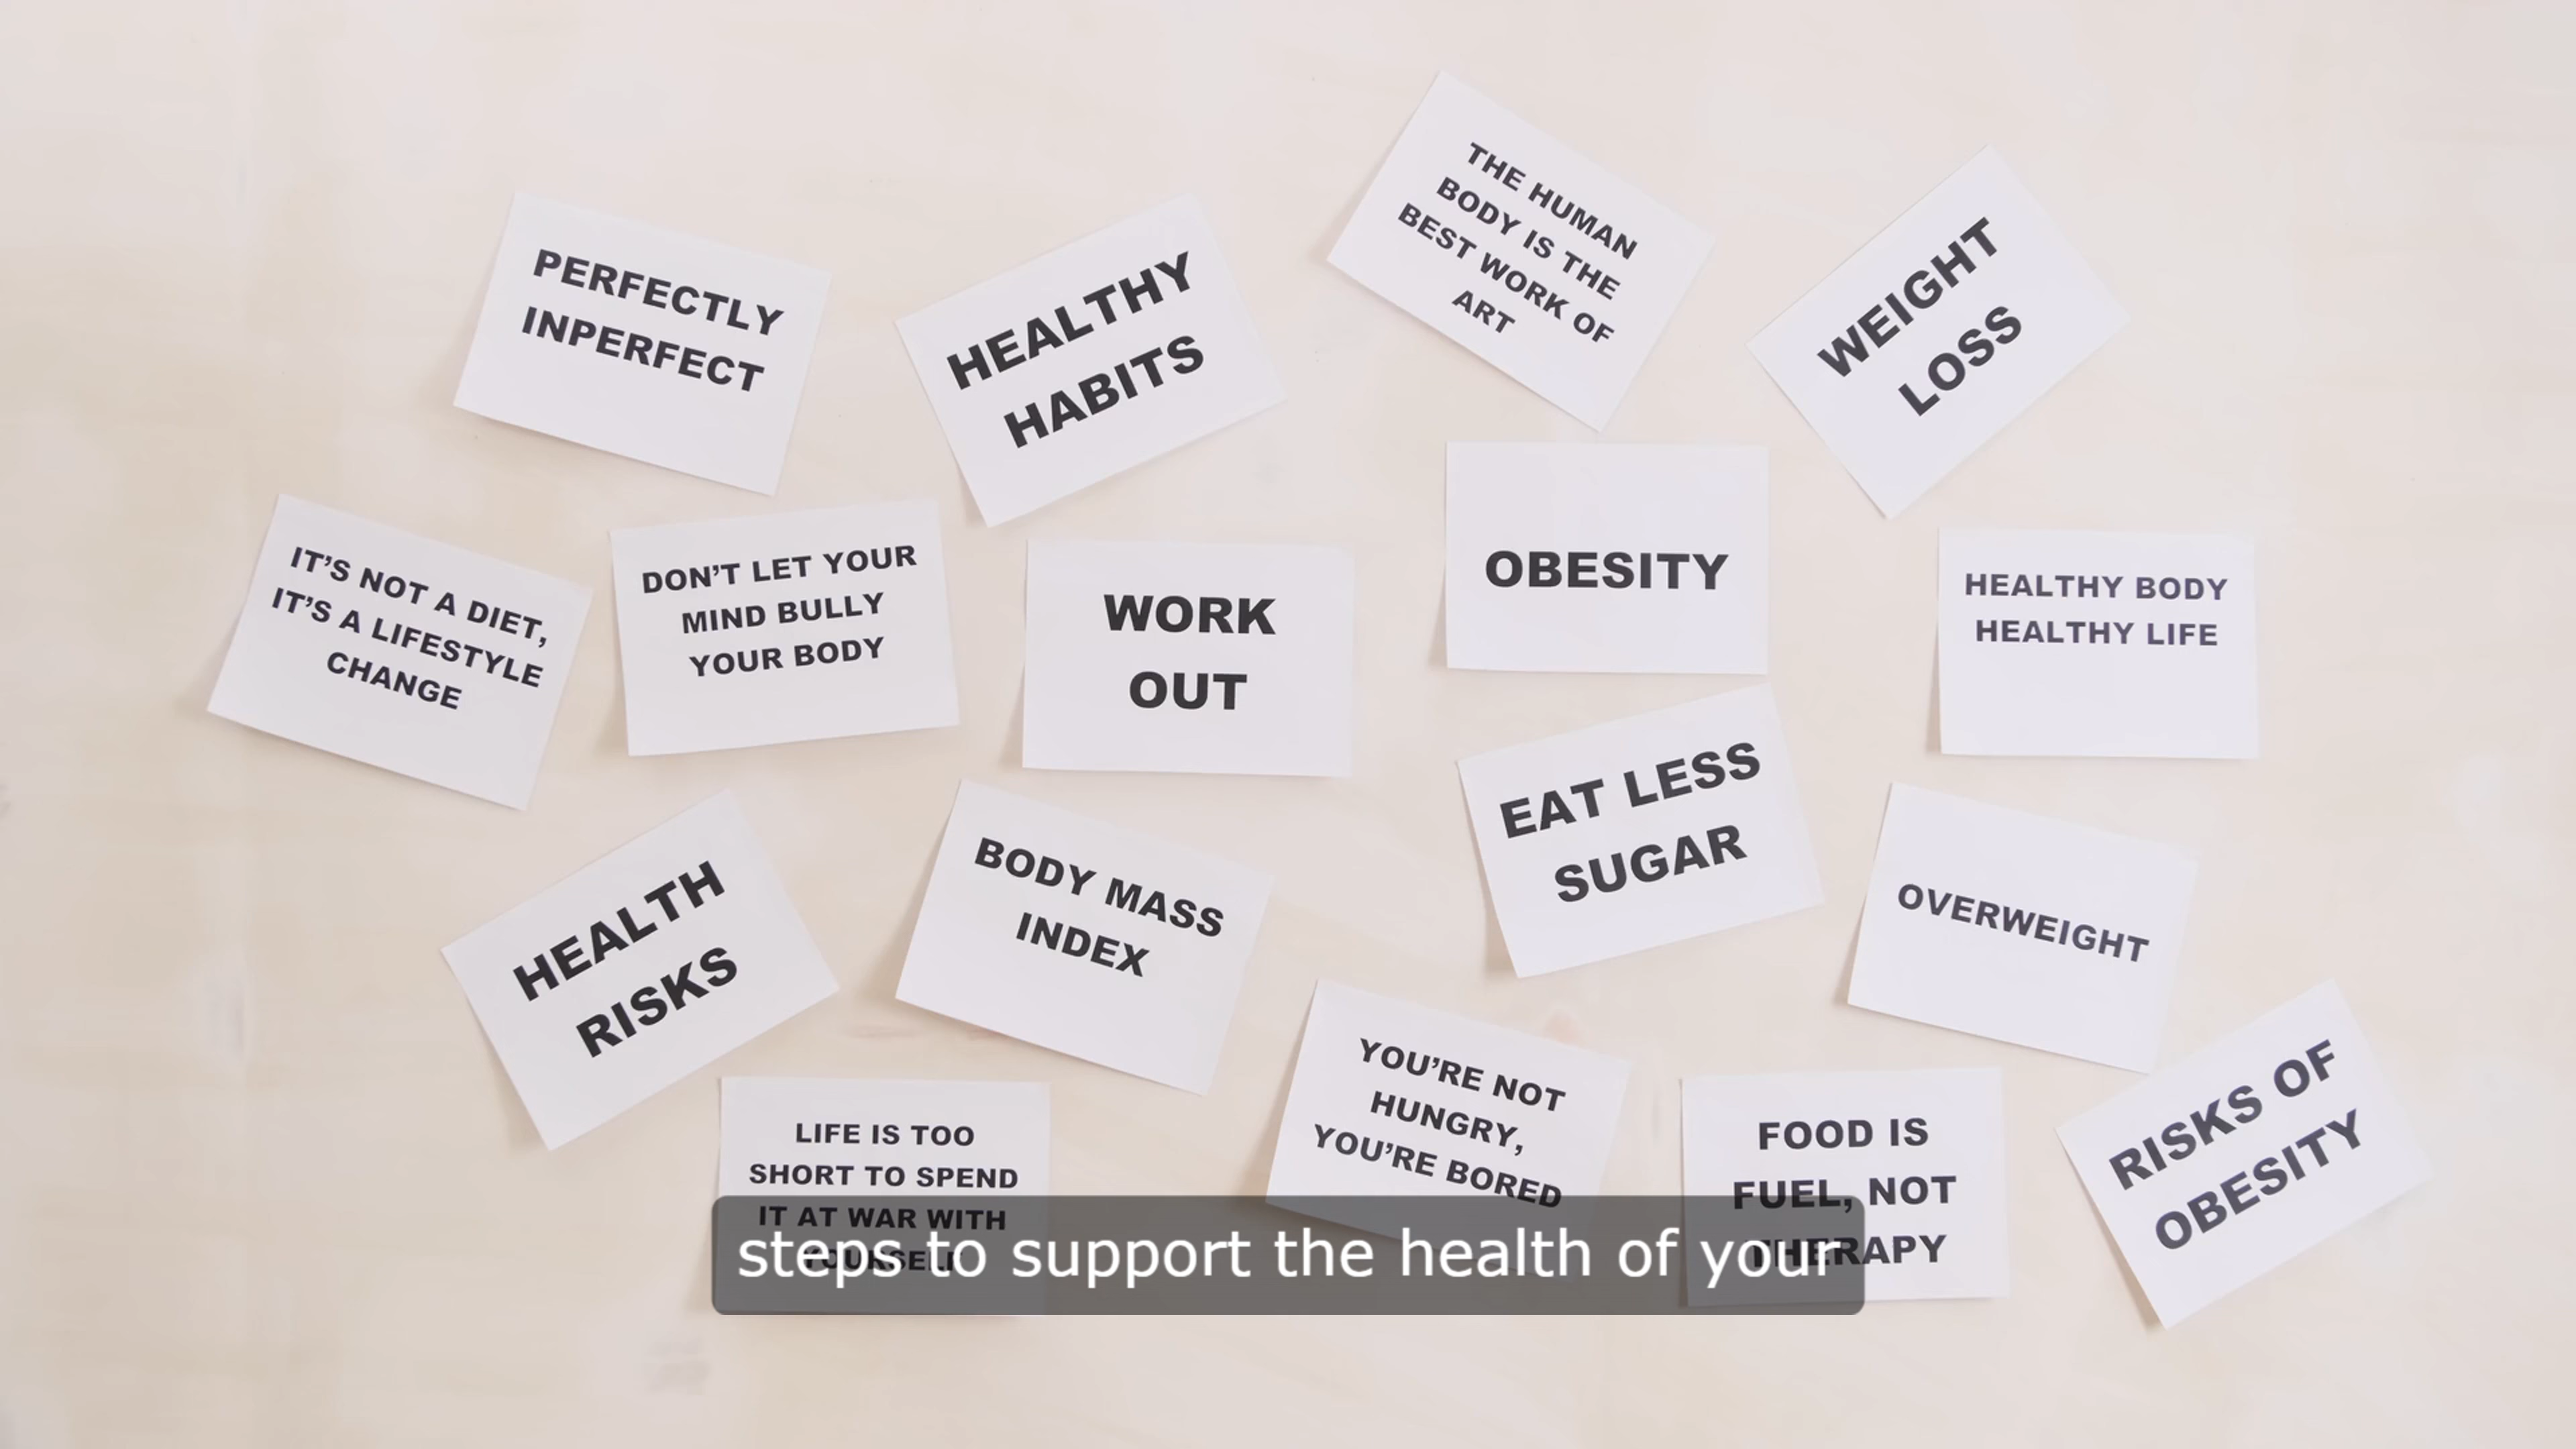 THE HUMAN
BODY IS THE
BEST WORK OF
ART
PERFECTLY
INPERFECT
HEALTHY
HABITS
WEIGHT
LOSS
IT'S NOT A DIET,
IT'S A LIFESTYLE
CHANGE
DON'T LET YOUR
MIND BULLY
YOUR BODY
WORK
OUT
OBESITY
HEALTHY BODY
HEALTHY LIFE
HEALTH
RISKS
BODY MASS
INDEX
EAT LESS
SUGAR
OVERWEIGHT
LIFE IS TOO
SHORT TO SPEND
IT AT WAR WITH
YOURSELF
YOU'RE NOT
HUNGRY,
YOU'RE BORED
FOOD IS
FUEL, NOT
THERAPY
RISKS OF
OBESITY
steps to support the health of your